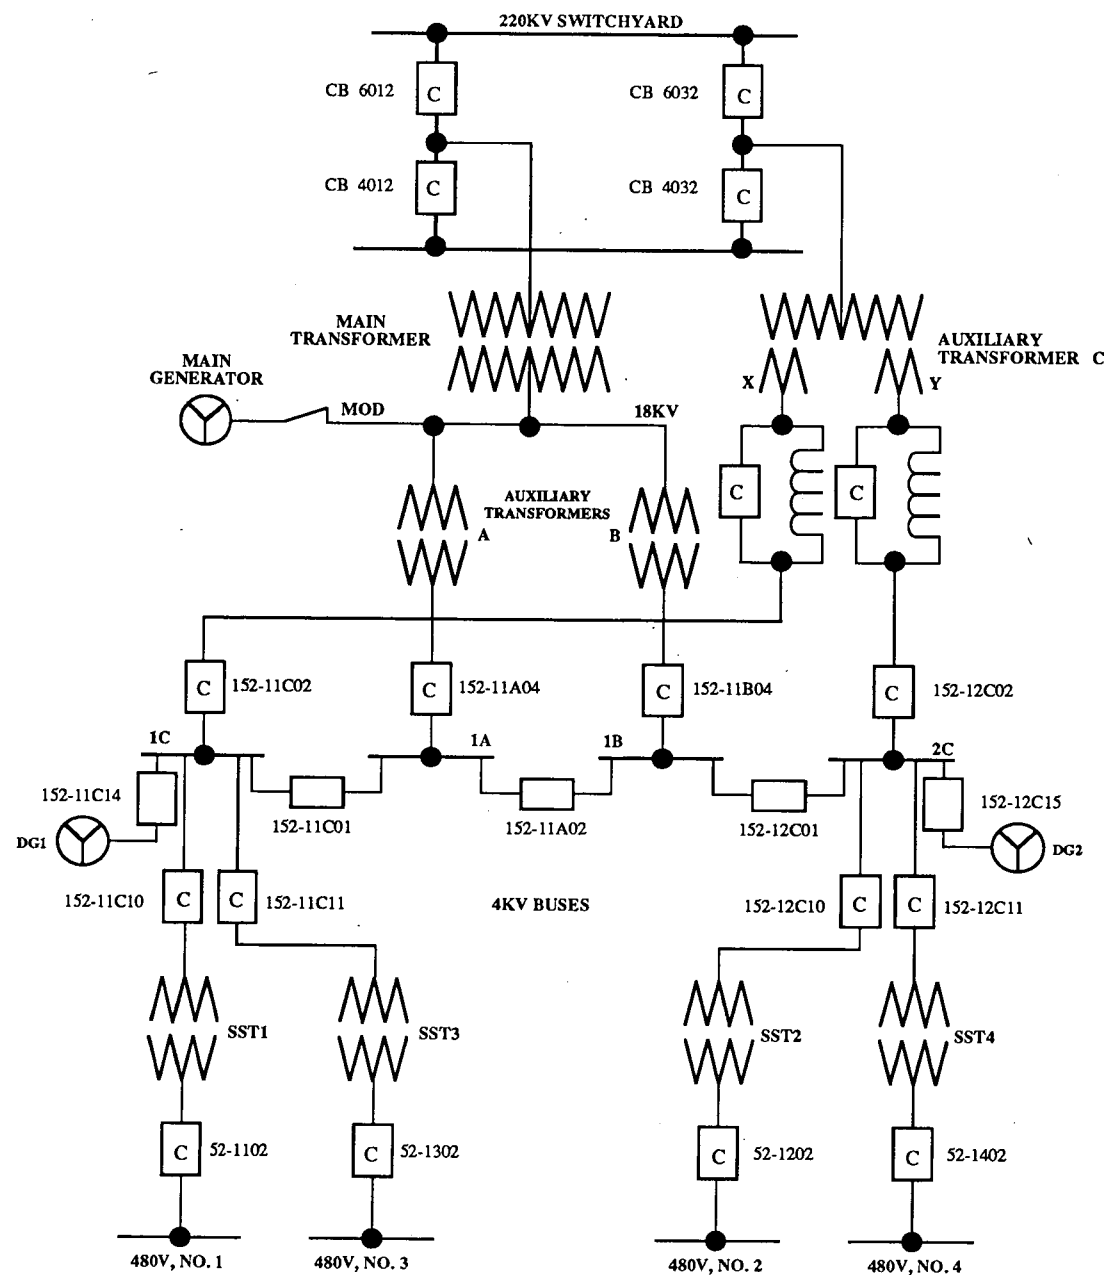 220KV SWITCHYARD
CB 6012
C
CB 6032
C
CB 4012
C
CB 4032
C
MAIN
TRANSFORMER
AUXILIARY
TRANSFORMER C
MAIN
GENERATOR
X
Y
MOD
18KV
AUXILIARY
TRANSFORMERS
A
B
C
C
C
152-11C02
C
152-11A04
C
152-11B04
C
152-12C02
1C
1A
1B
2C
152-11C14
152-11C01
152-11A02
152-12C01
152-12C15
DG1
DG2
152-11C10
C
C
152-11C11
4KV BUSES
152-12C10
C
C
152-12C11
SST1
SST3
SST2
SST4
C
52-1102
C
52-1302
C
52-1202
C
52-1402
480V, NO. 1
480V, NO. 3
480V, NO. 2
480V, NO. 4